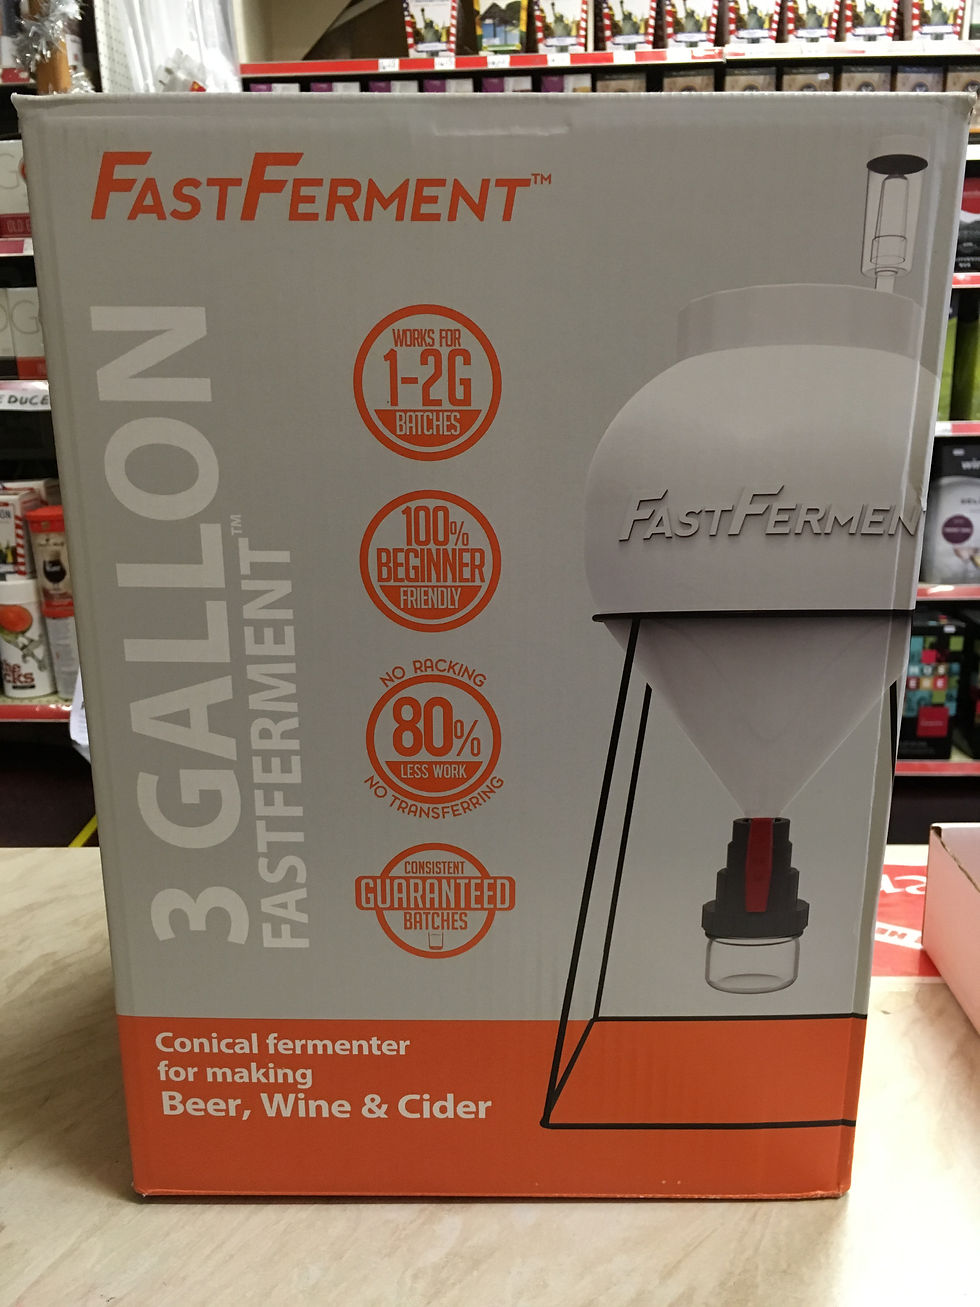 FASTFERMENT™
3 GALLON
FASTFERMENT™
WORKS FOR
1-2G
BATCHES
100%
BEGINNER
FRIENDLY
NO RACKING
80%
LESS WORK
NO TRANSFERRING
CONSISTENT
GUARANTEED
BATCHES
FASTFERMEN
Conical fermenter
for making
Beer, Wine & Cider